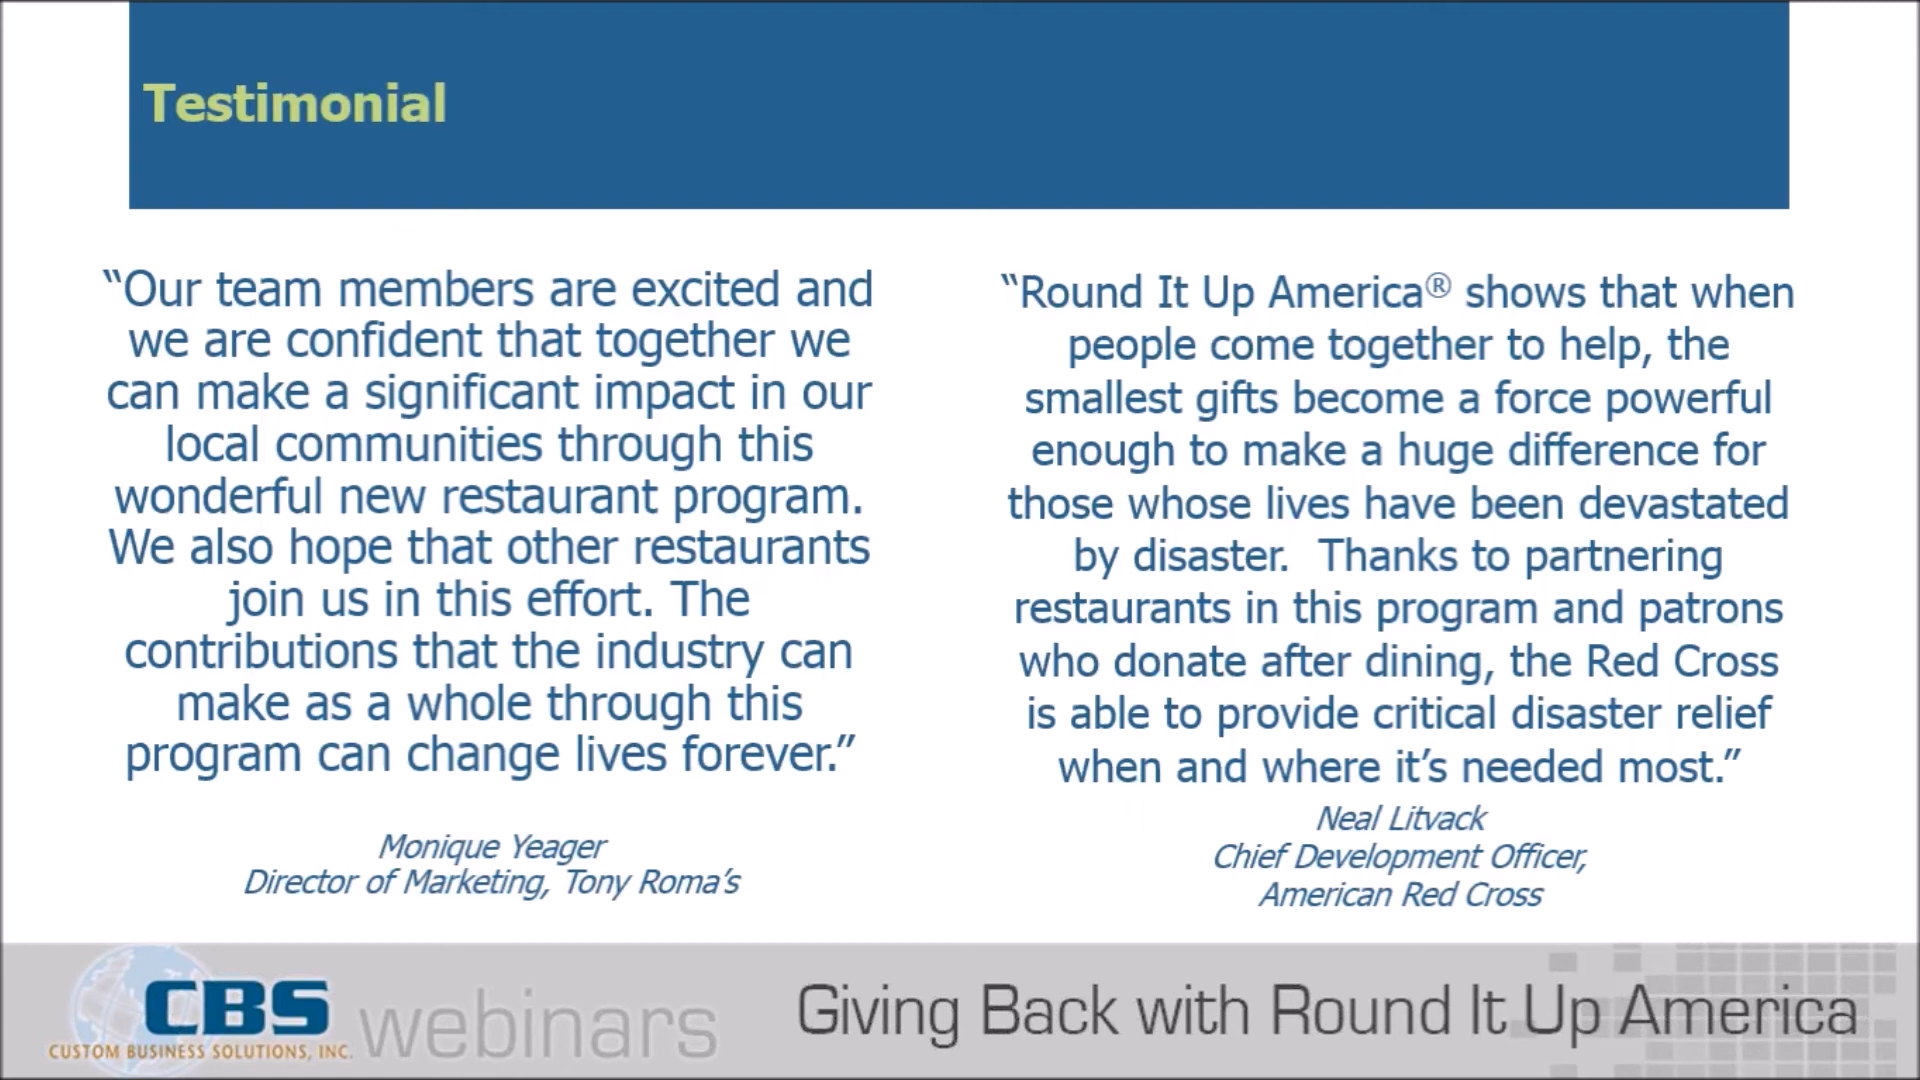 Testimonial
“Our team members are excited and
we are confident that together we
can make a significant impact in our
local communities through this
wonderful new restaurant program.
We also hope that other restaurants
join us in this effort. The
contributions that the industry can
make as a whole through this
program can change lives forever.”
Monique Yeager
Director of Marketing, Tony Roma’s
“Round It Up America® shows that when
people come together to help, the
smallest gifts become a force powerful
enough to make a huge difference for
those whose lives have been devastated
by disaster.  Thanks to partnering
restaurants in this program and patrons
who donate after dining, the Red Cross
is able to provide critical disaster relief
when and where it’s needed most.”
Neal Litvack
Chief Development Officer,
American Red Cross
CBS webinars
CUSTOM BUSINESS SOLUTIONS, INC.
Giving Back with Round It Up America